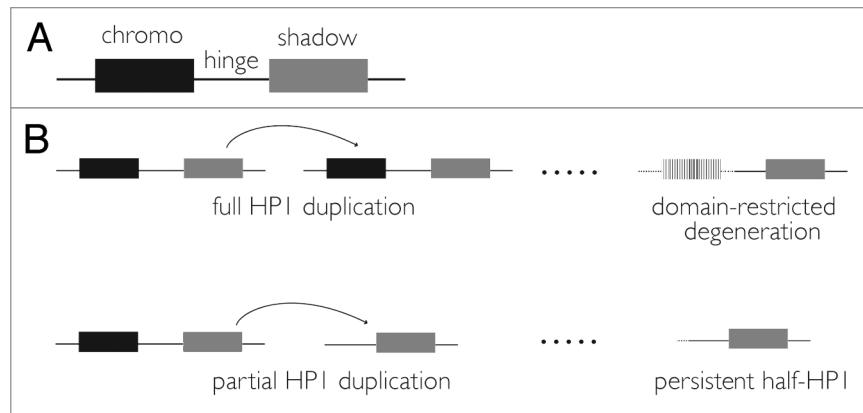 A
chromo
shadow
hinge
B
full HP1 duplication
domain-restricted
degeneration
partial HP1 duplication
persistent half-HP1